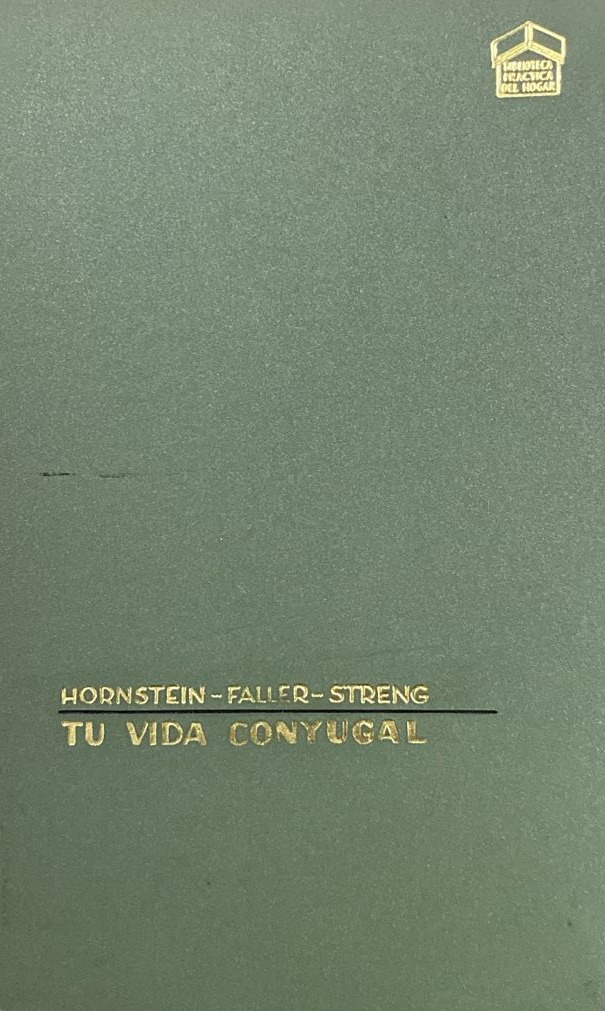 BIBLIOTECA
PRACTICA
DEL HOGAR
HORNSTEIN-FALLER-STRENG
TU VIDA CONYUGAL